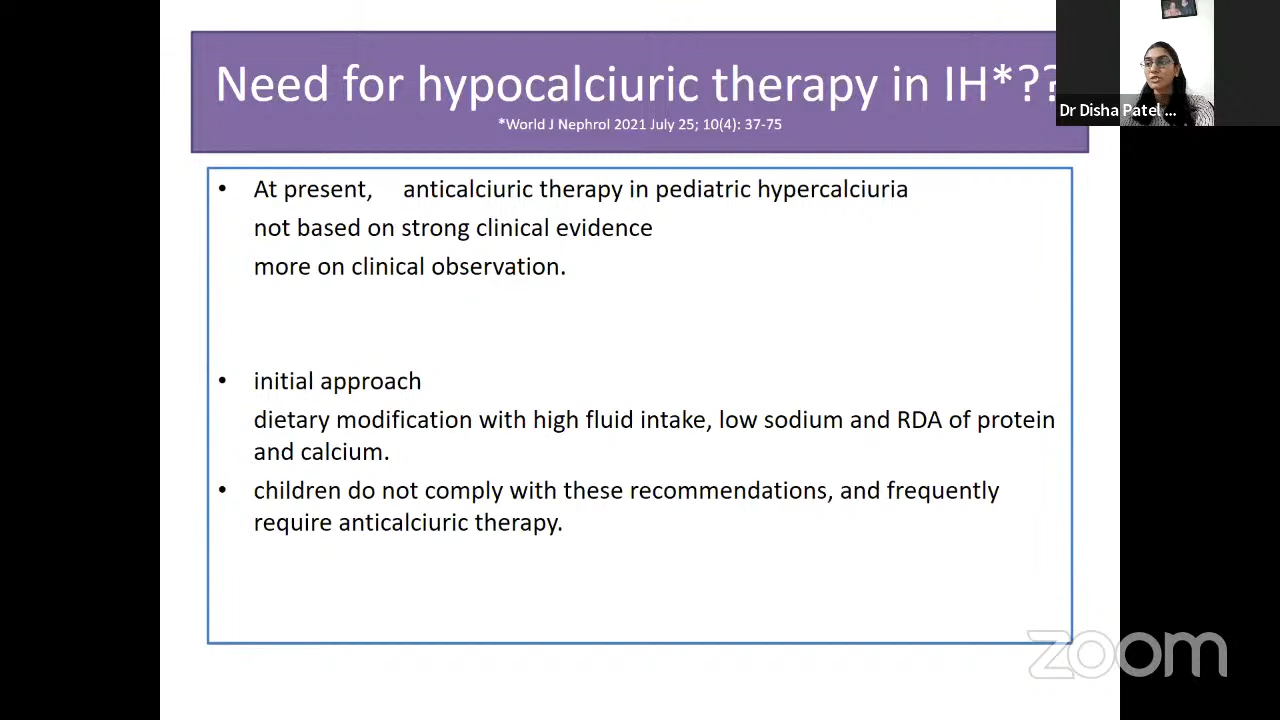 Need for hypocalciuric therapy in IH*??
*World J Nephrol 2021 July 25; 10(4): 37-75
Dr Disha Patel ...
• At present, anticalciuric therapy in pediatric hypercalciuria
not based on strong clinical evidence
more on clinical observation.
• initial approach
dietary modification with high fluid intake, low sodium and RDA of protein
and calcium.
• children do not comply with these recommendations, and frequently
require anticalciuric therapy.
zoom